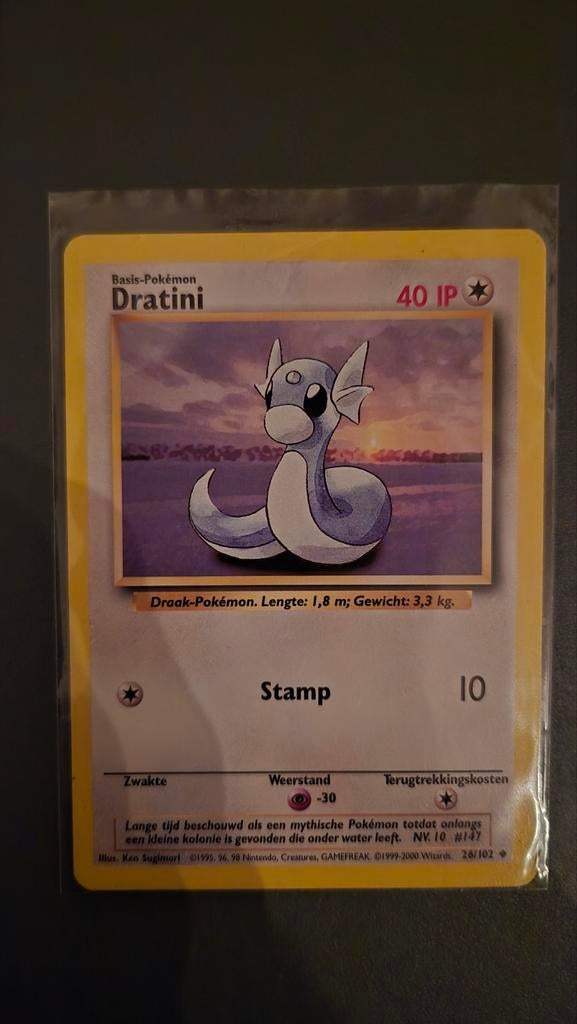 Basis-Pokémon
Dratini
40 IP
Draak-Pokémon. Lengte: 1,8 m; Gewicht: 3,3 kg.
Stamp
10
Zwakte
Weerstand
Terugtrekkingskosten
-30
Lange tijd beschouwd als een mythische Pokémon totdat onlangs
een kleine kolonie is gevonden die onder water leeft. NV. 10 #147
Illus. Ken Sugimori ©1995, 96, 98 Nintendo, Creatures, GAMEFREAK. ©1999-2000 Wizards. 26/102